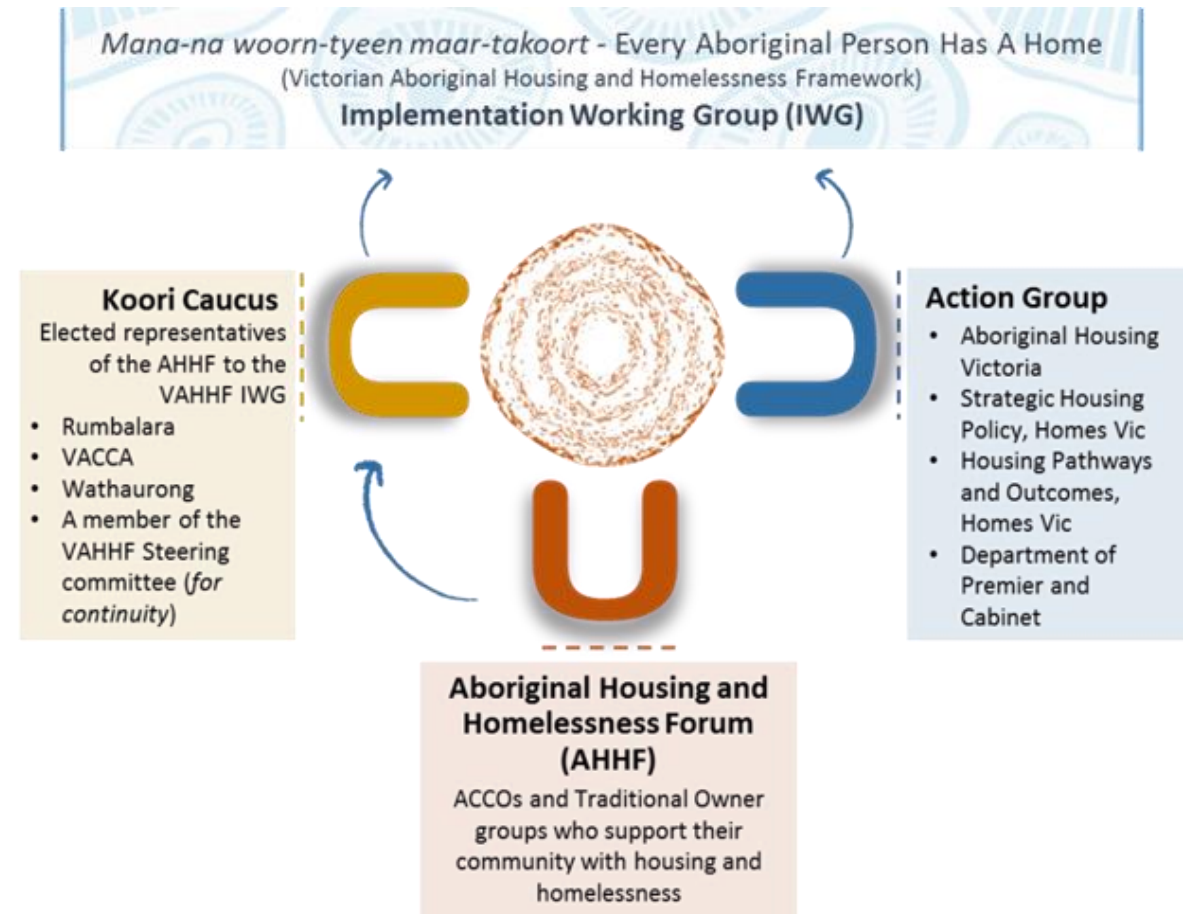 Mana-na woorn-tyeen maar-takoort - Every Aboriginal Person Has A Home
(Victorian Aboriginal Housing and Homelessness Framework)
Implementation Working Group (IWG)
Koori Caucus
Elected representatives
of the AHHF to the
VAHHF IWG
• Rumbalara
• VACCA
• Wathaurong
• A member of the
VAHHF Steering
committee (for
continuity)
Action Group
• Aboriginal Housing
Victoria
• Strategic Housing
Policy, Homes Vic
• Housing Pathways
and Outcomes,
Homes Vic
• Department of
Premier and
Cabinet
Aboriginal Housing and
Homelessness Forum
(AHHF)
ACCOs and Traditional Owner
groups who support their
community with housing and
homelessness